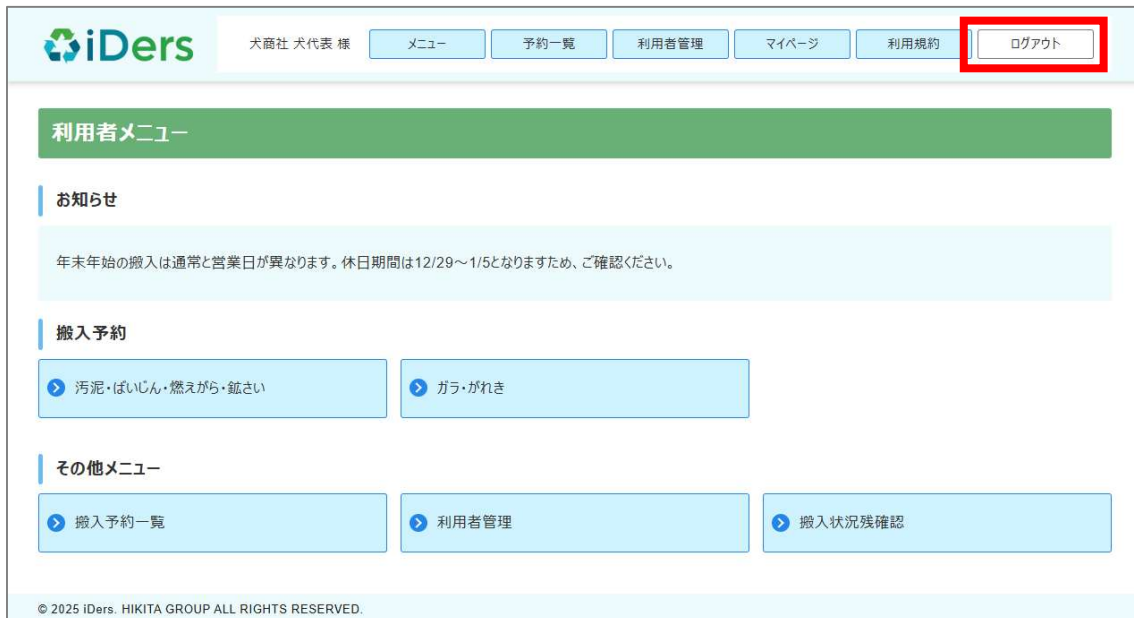 iDers
犬商社 犬代表 様 メニュー 予約一覧 利用者管理 マイページ 利用規約 ログアウト
利用者メニュー
お知らせ
年末年始の搬入は通常と営業日が異なります。休日期間は12/29～1/5となりますため、ご確認ください。
搬入予約
汚泥・ばいじん・燃えがら・鉱さい ガラ・がれき
その他メニュー
搬入予約一覧 利用者管理 搬入状況残確認
© 2025 iDers. HIKITA GROUP ALL RIGHTS RESERVED.